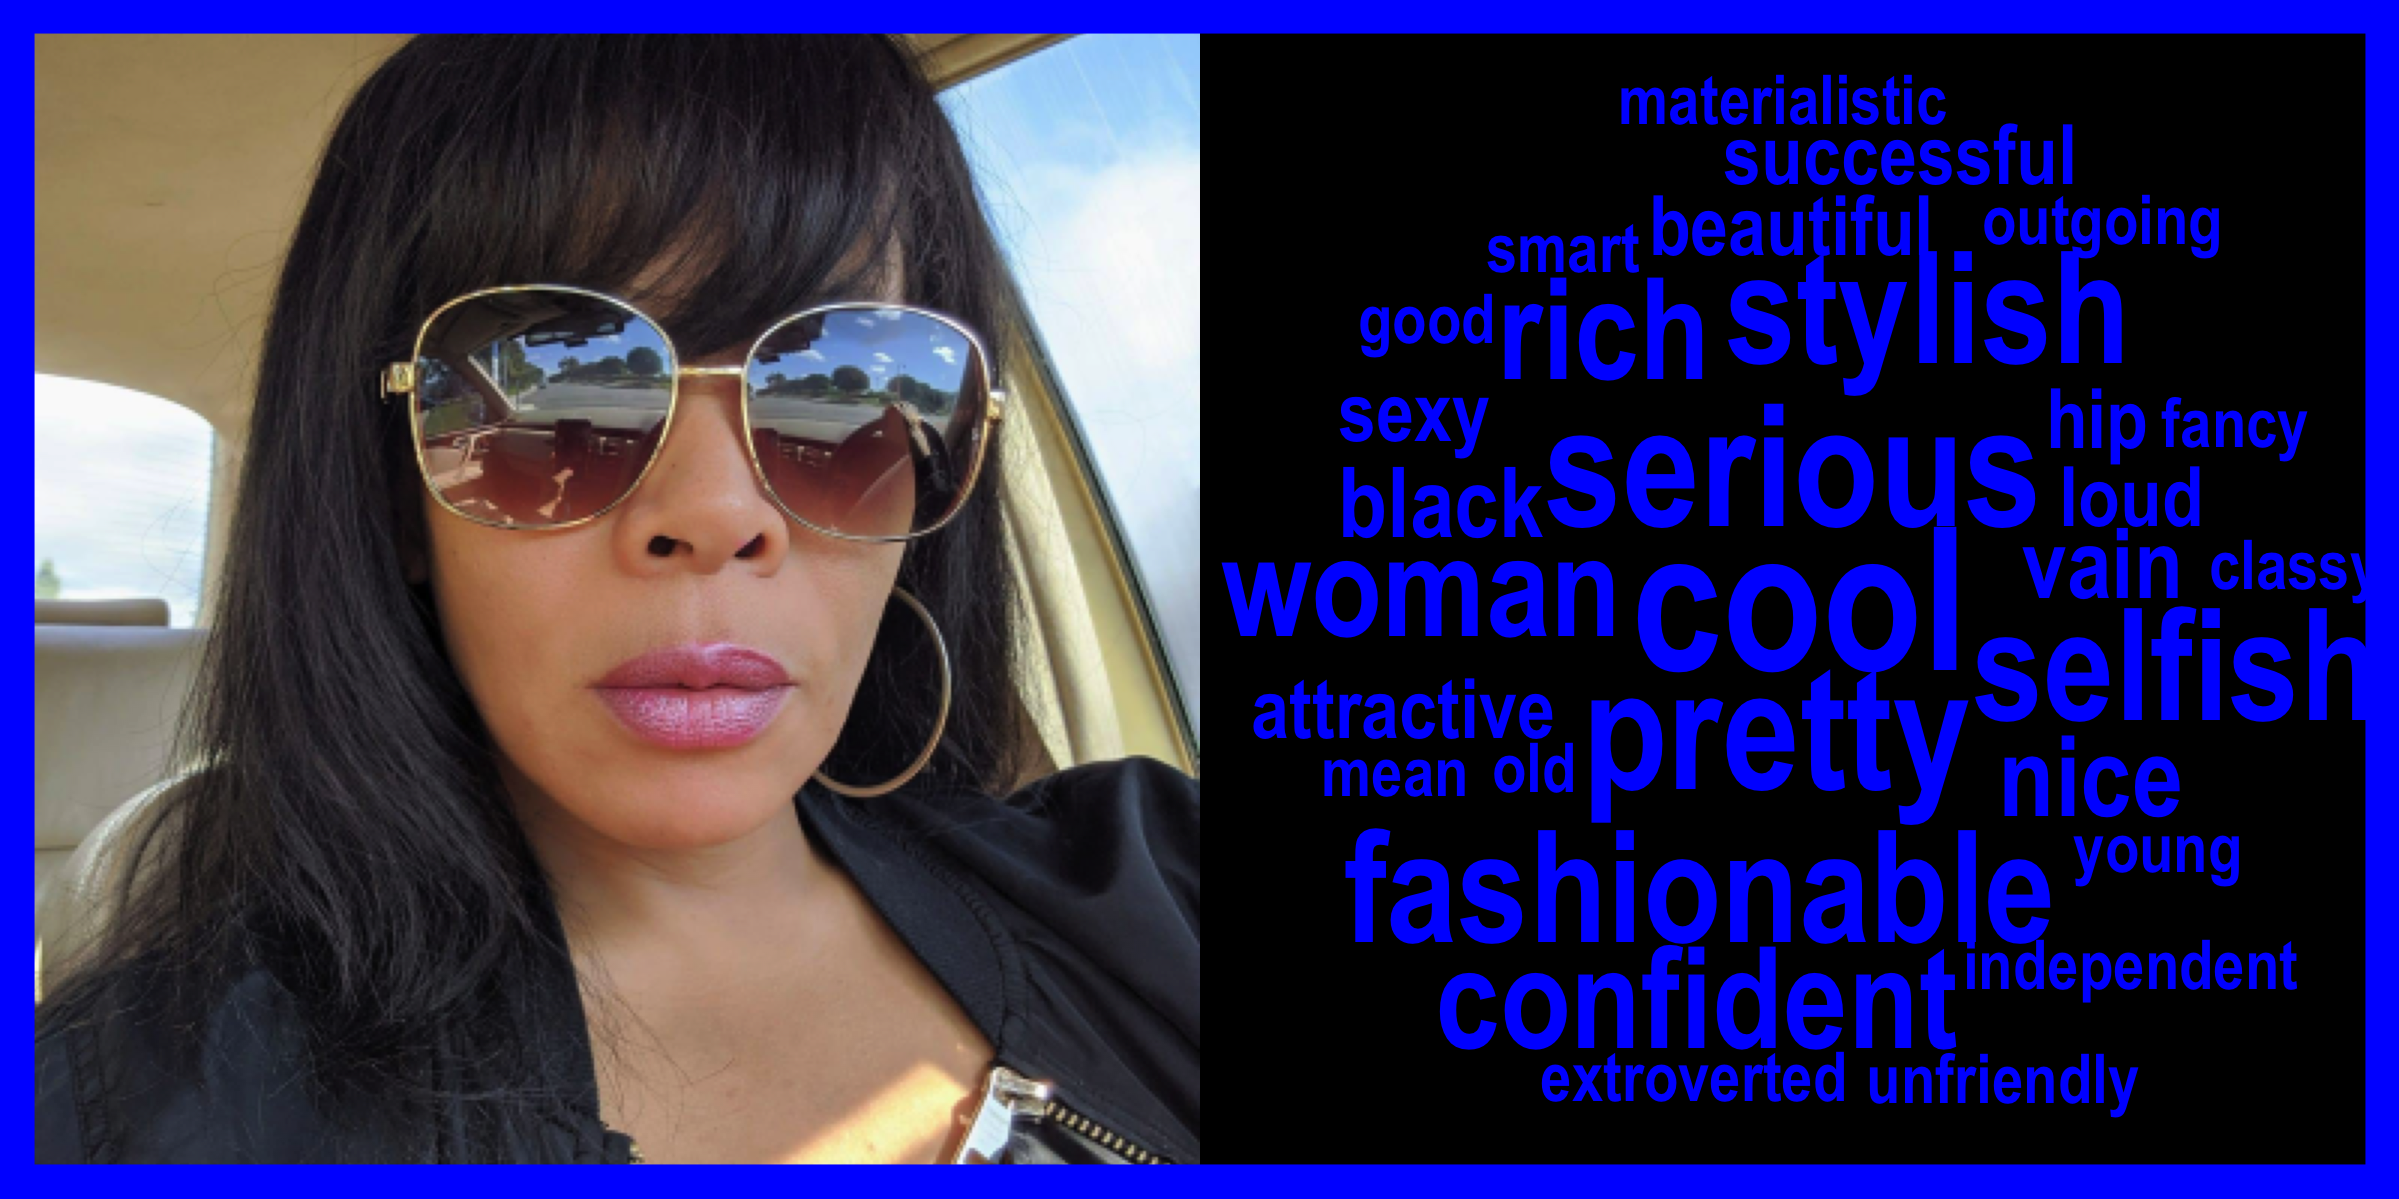 materialistic
successful
smart beautiful outgoing
good rich stylish
sexy serious hip fancy
black loud
woman cool vain classy
selfish
attractive pretty
mean old nice
fashionable young
confident independent
extroverted unfriendly